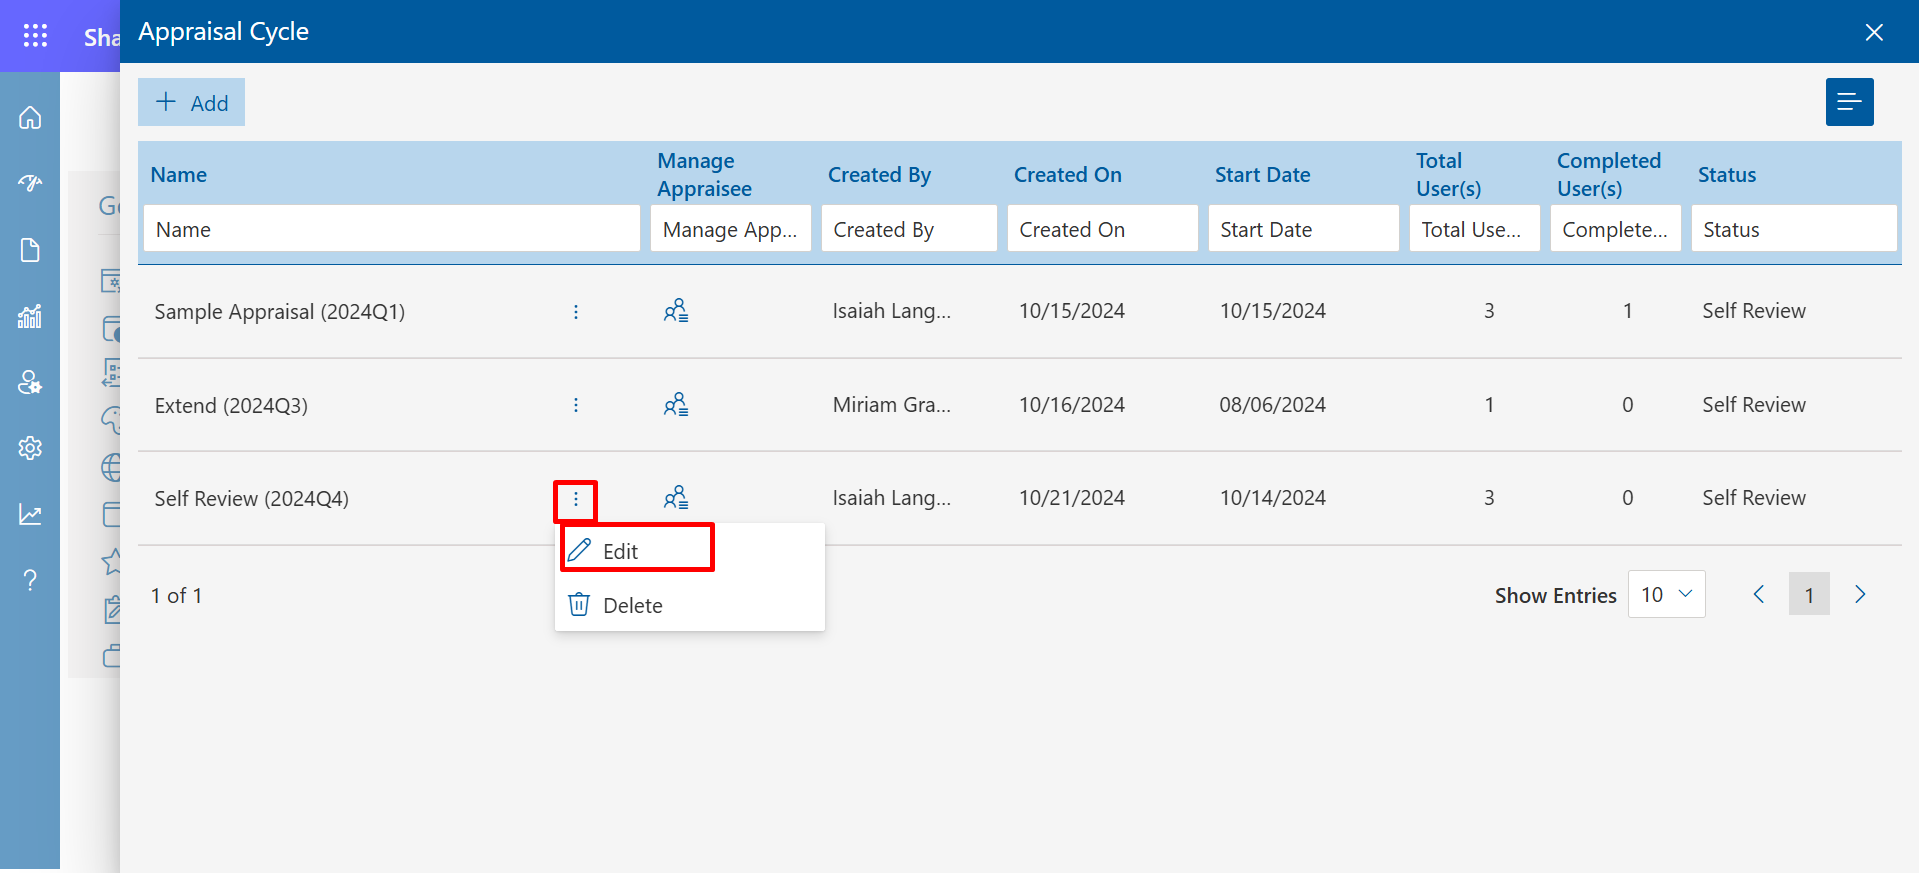 Sha
Appraisal Cycle
+ Add
Ge
Name
Manage
Appraisee
Created By
Created On
Start Date
Total
User(s)
Completed
User(s)
Status
Name
Manage App...
Created By
Created On
Start Date
Total Use...
Complete...
Status
Sample Appraisal (2024Q1)
Isaiah Lang...
10/15/2024
10/15/2024
3
1
Self Review
Extend (2024Q3)
Miriam Gra...
10/16/2024
08/06/2024
1
0
Self Review
Self Review (2024Q4)
Isaiah Lang...
10/21/2024
10/14/2024
3
0
Self Review
Edit
Delete
1 of 1
Show Entries
10
1